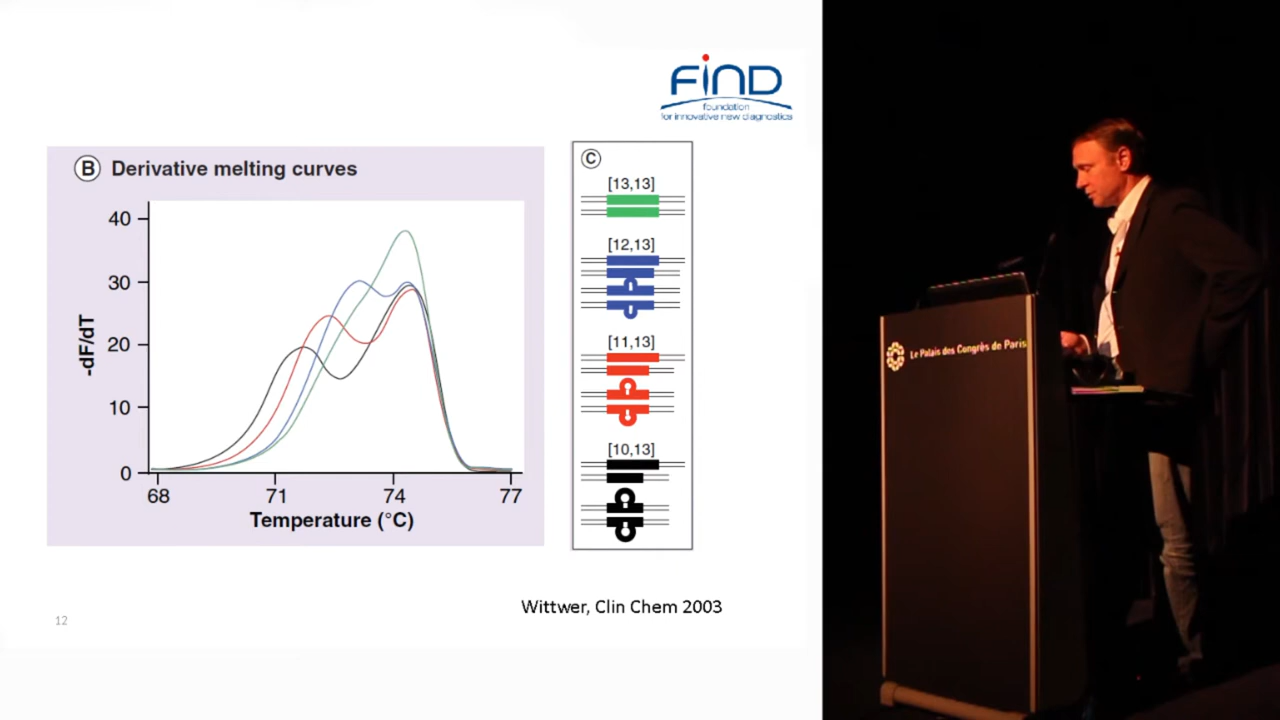 FiND
foundation
for innovative new diagnostics
B Derivative melting curves
40
30
20
10
0
-dF/dT
68 71 74 77
Temperature (°C)
C
[13,13]
[12,13]
[11,13]
[10,13]
Wittwer, Clin Chem 2003
12
Le Palais des Congrès de Paris